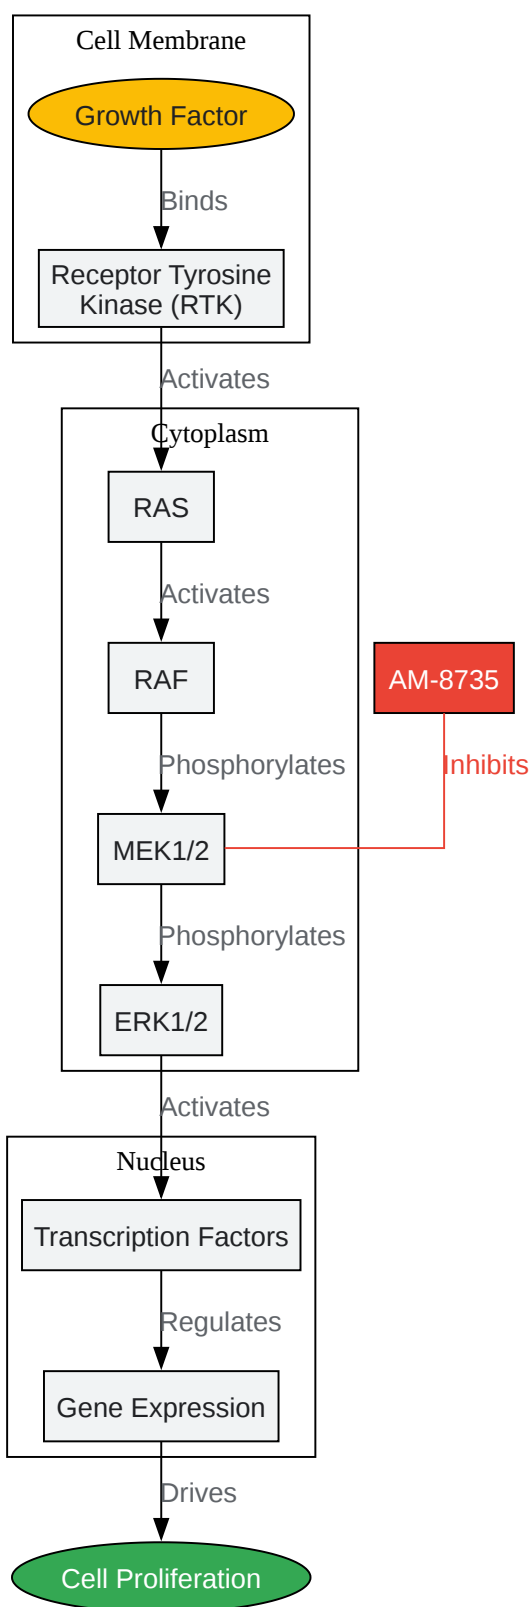 Cell Membrane
Growth Factor
Binds
Receptor Tyrosine
Kinase (RTK)
Activates
Cytoplasm
RAS
Activates
RAF
AM-8735
Phosphorylates
Inhibits
MEK1/2
Phosphorylates
ERK1/2
Activates
Nucleus
Transcription Factors
Regulates
Gene Expression
Drives
Cell Proliferation